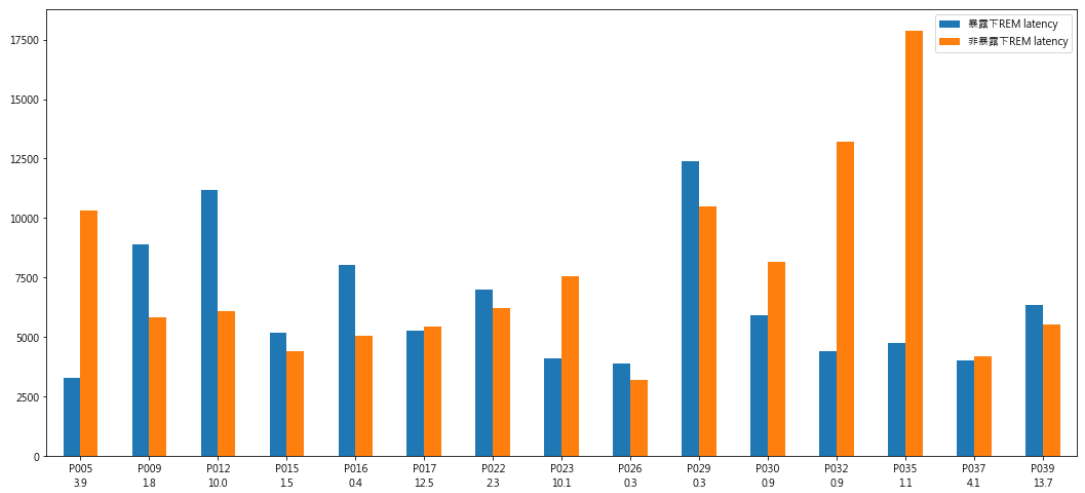 17500
15000
12500
10000
7500
5000
2500
0
暴露下REM latency
非暴露下REM latency
P005 P009 P012 P015 P016 P017 P022 P023 P026 P029 P030 P032 P035 P037 P039
3.9 1.8 10.0 1.5 0.4 12.5 2.3 10.1 0.3 0.3 0.9 0.9 1.1 4.1 13.7